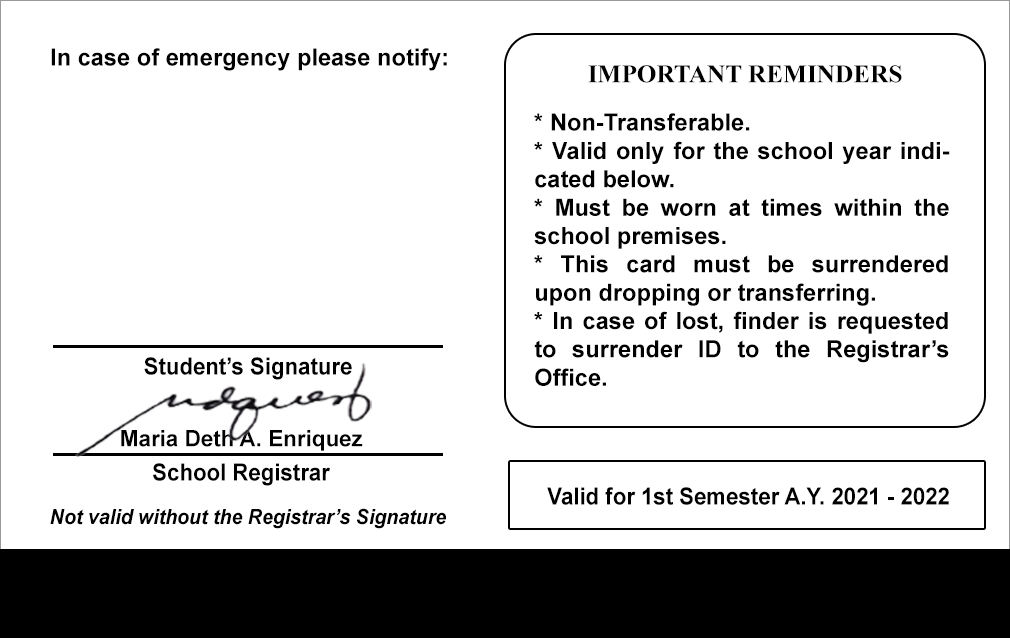 In case of emergency please notify:
Student’s Signature
Maria Deth A. Enriquez
School Registrar
Not valid without the Registrar’s Signature
IMPORTANT REMINDERS
* Non-Transferable.
* Valid only for the school year indi-
cated below.
* Must be worn at times within the
school premises.
* This card must be surrendered
upon dropping or transferring.
* In case of lost, finder is requested
to surrender ID to the Registrar’s
Office.
Valid for 1st Semester A.Y. 2021 - 2022